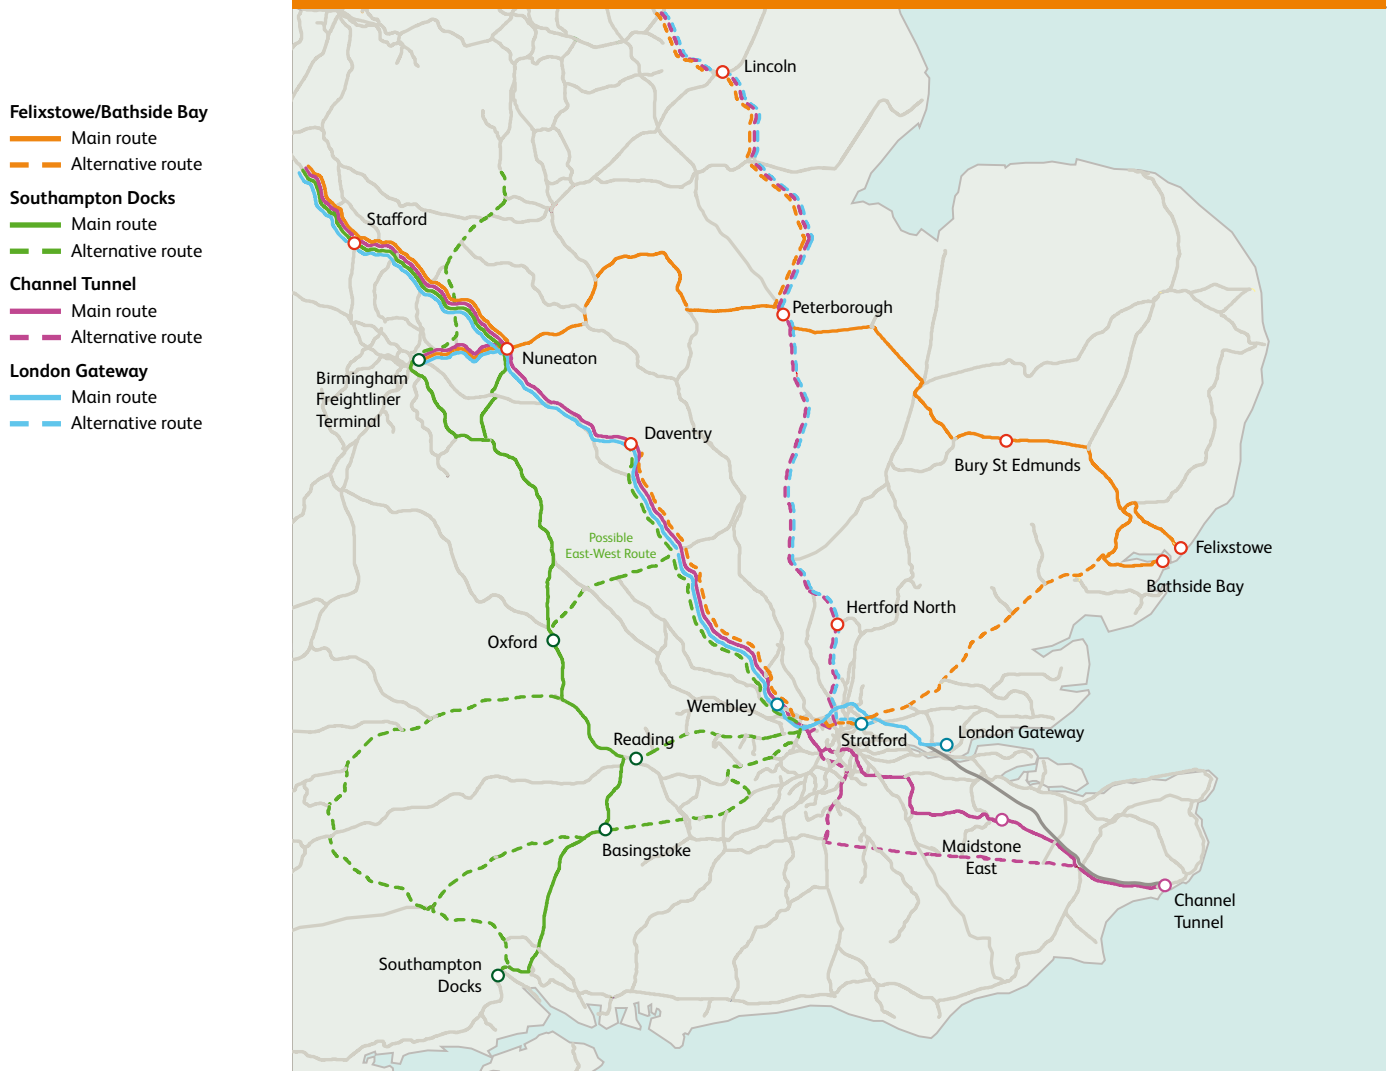 Felixstowe/Bathside Bay
Main route
Alternative route
Southampton Docks
Main route
Alternative route
Channel Tunnel
Main route
Alternative route
London Gateway
Main route
Alternative route
Lincoln
Stafford
Peterborough
Nuneaton
Birmingham
Freightliner
Terminal
Daventry
Bury St Edmunds
Possible
East-West Route
Felixstowe
Bathside Bay
Hertford North
Oxford
Wembley
Stratford
London Gateway
Reading
Basingstoke
Maidstone
East
Channel
Tunnel
Southampton
Docks